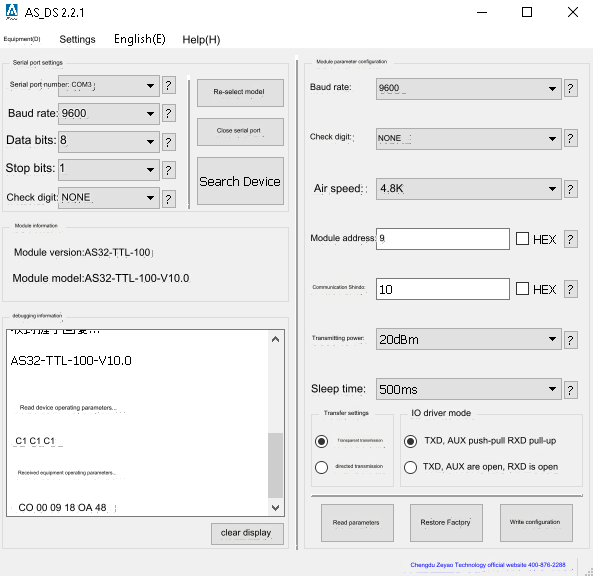 AS_DS 2.2.1
Equipment(D) Settings English(E) Help(H)
Serial port settings
Serial port number: COM3 ?
Baud rate: 9600 ?
Data bits: 8 ?
Stop bits: 1 ?
Check digit: NONE ?
Re-select model
Close serial port
Search Device
Module information
Module version:AS32-TTL-100
Module model:AS32-TTL-100-V10.0
debugging information
AS32-TTL-100-V10.0
Read device operating parameters...
C1 C1 C1
Received equipment operating parameters...
CO 00 09 18 OA 48
clear display
Module parameter configuration
Baud rate: 9600 ?
Check digit: NONE ?
Air speed: 4.8K ?
Module address: 9 HEX ?
Communication Shindo: 10 HEX ?
Transmitting power: 20dBm ?
Sleep time: 500ms ?
Transfer settings
Transparent transmission
directed transmission
IO driver mode
TXD, AUX push-pull RXD pull-up
TXD, AUX are open, RXD is open
Read parameters
Restore Factory
Write configuration
Chengdu Zeyao Technology official website 400-876-2288